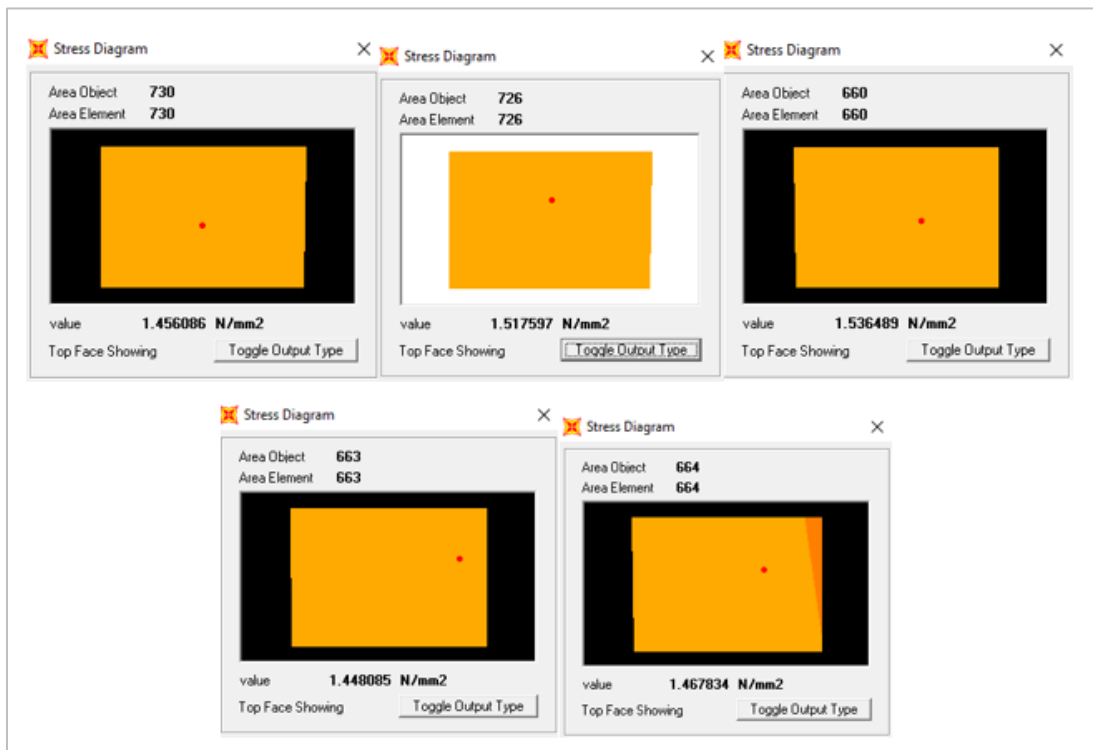 Stress Diagram
Area Object 730
Area Element 730
value 1.456086 N/mm2
Top Face Showing Toggle Output Type
Stress Diagram
Area Object 726
Area Element 726
value 1.517597 N/mm2
Top Face Showing Toggle Output Type
Stress Diagram
Area Object 660
Area Element 660
value 1.536489 N/mm2
Top Face Showing Toggle Output Type
Stress Diagram
Area Object 663
Area Element 663
value 1.448085 N/mm2
Top Face Showing Toggle Output Type
Stress Diagram
Area Object 664
Area Element 664
value 1.467834 N/mm2
Top Face Showing Toggle Output Type